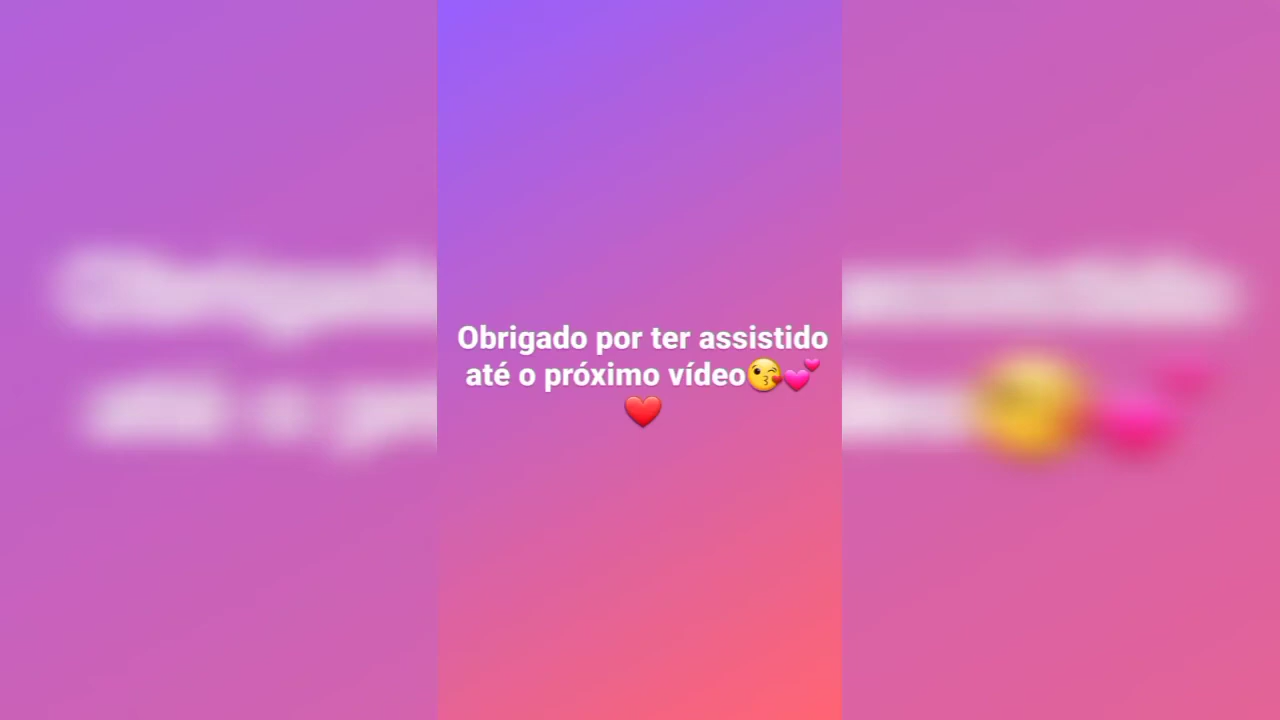 Obrigado por ter assistido
até o próximo vídeo😘💕
❤️